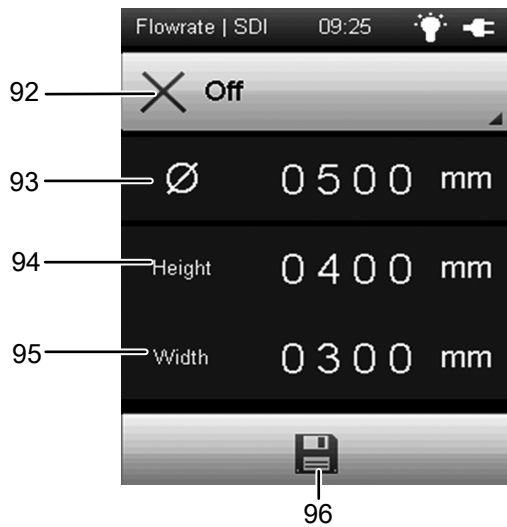 Flowrate | SDI 09:25
92 Off
93 Ø 0500 mm
94 Height 0400 mm
95 Width 0300 mm
96